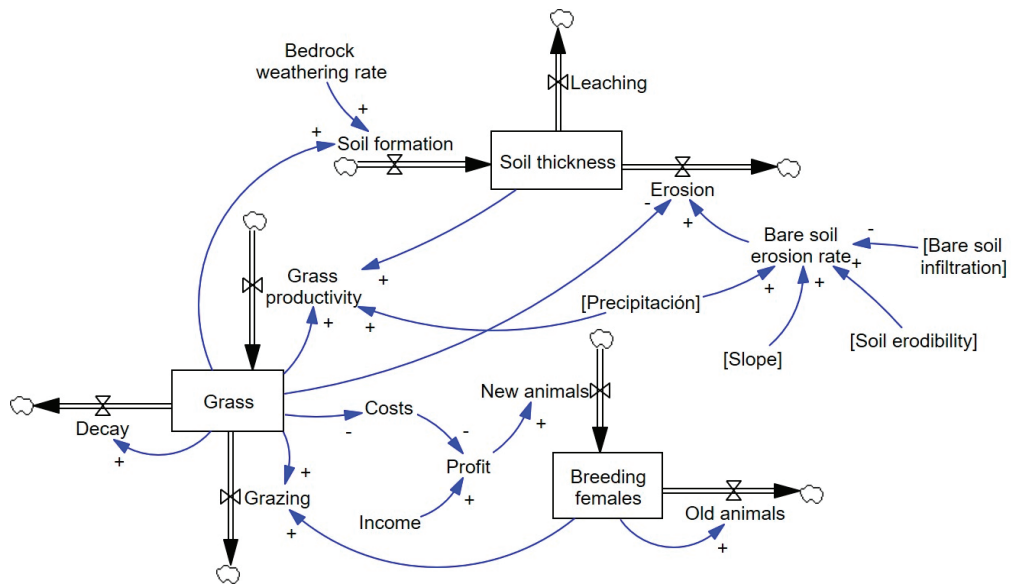 Bedrock
weathering rate
+
Leaching
+
Soil formation
Soil thickness
Erosion
-
+
Bare soil
erosion rate
-
+
[Bare soil
infiltration]
Grass
productivity
+
+
+
[Precipitación]
+
+
[Slope]
[Soil erodibility]
Grass
Costs
-
-
New animals
+
Decay
+
Profit
+
Income
Grazing
+
+
Breeding
females
Old animals
+